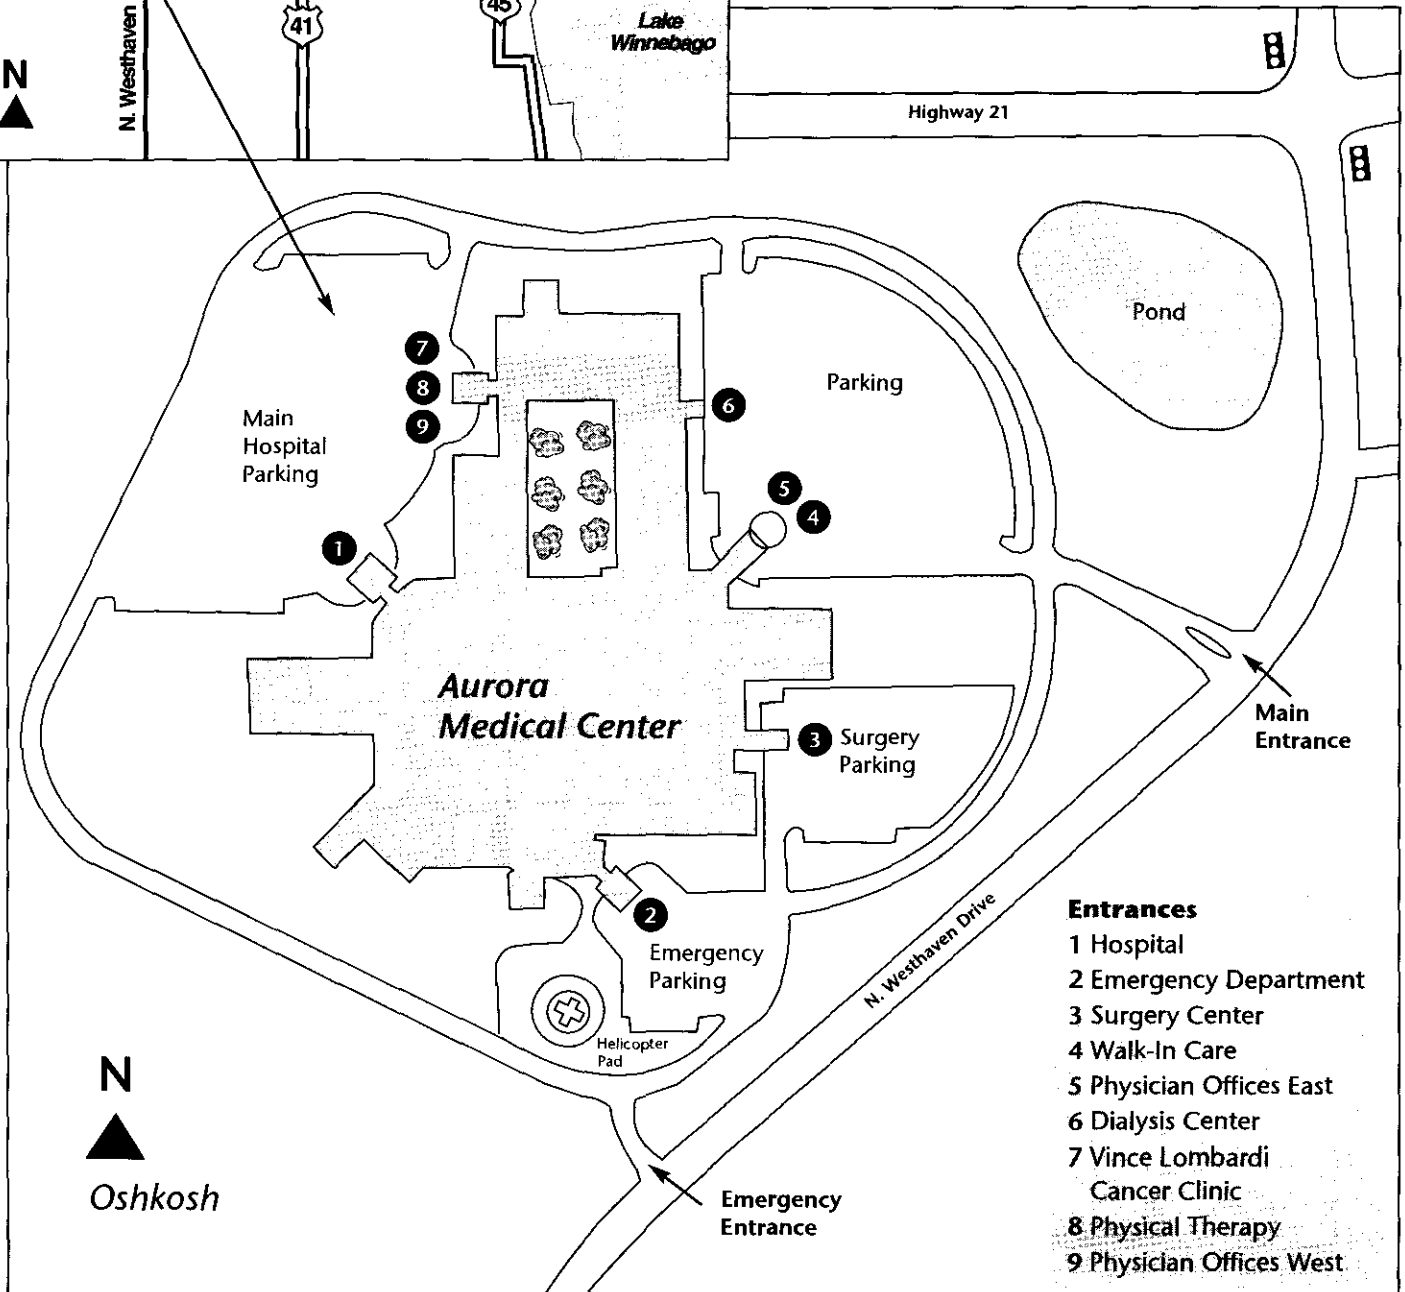 N
N. Westhaven
41
45
Lake
Winnebago
Highway 21
Pond
Parking
7
8
9
6
Main
Hospital
Parking
5
4
1
Aurora
Medical Center
3
Surgery
Parking
Main
Entrance
2
Emergency
Parking
Helicopter
Pad
N. Westhaven Drive
N
Oshkosh
Emergency
Entrance
Entrances
1 Hospital
2 Emergency Department
3 Surgery Center
4 Walk-In Care
5 Physician Offices East
6 Dialysis Center
7 Vince Lombardi
Cancer Clinic
8 Physical Therapy
9 Physician Offices West